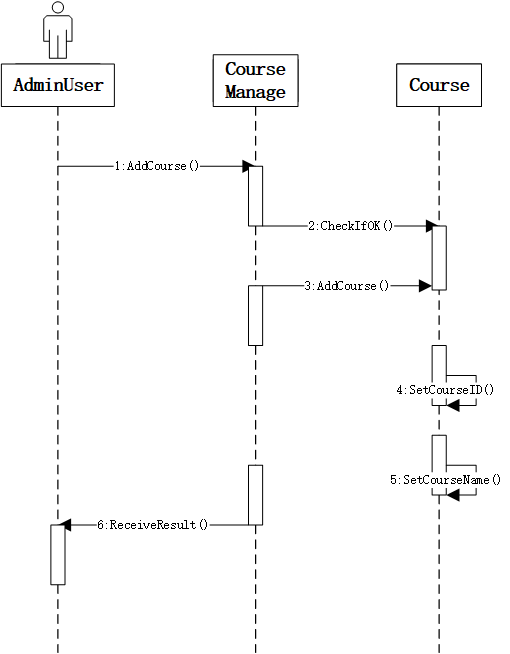 AdminUser
Course
Manage
Course
1:AddCourse()
2:CheckIfOK()
3:AddCourse()
4:SetCourseID()
5:SetCourseName()
6:ReceiveResult()